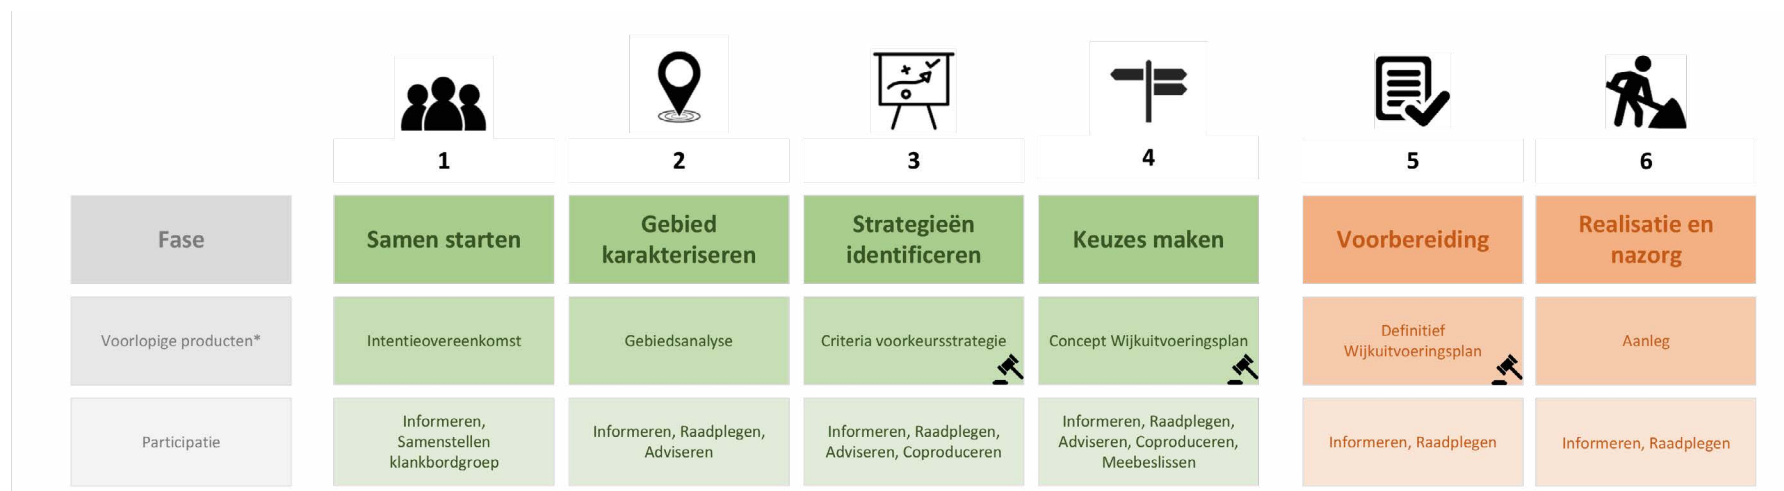 1
2
3
4
5
6
Fase
Samen starten
Gebied
karakteriseren
Strategieën
identificeren
Keuzes maken
Voorbereiding
Realisatie en
nazorg
Voorlopige producten*
Intentieovereenkomst
Gebiedsanalyse
Criteria voorkeursstrategie
Concept Wijkuitvoeringsplan
Definitief
Wijkuitvoeringsplan
Aanleg
Participatie
Informeren,
Samenstellen
klankbordgroep
Informeren, Raadplegen,
Adviseren
Informeren, Raadplegen,
Adviseren, Coproduceren
Informeren, Raadplegen,
Adviseren, Coproduceren,
Meebeslissen
Informeren, Raadplegen
Informeren, Raadplegen